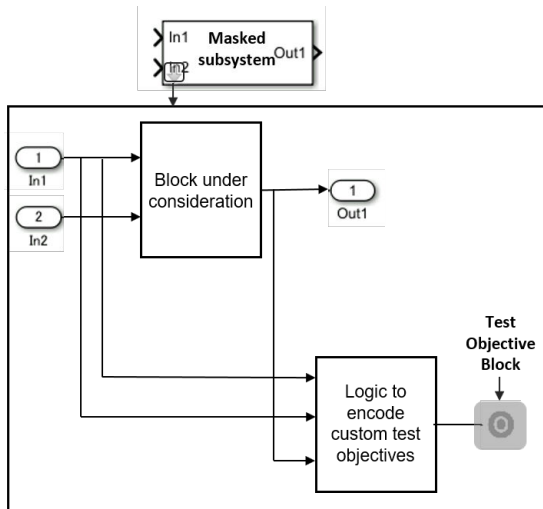 In1
Masked
subsystem
Out1
In2
1
In1
Block under
consideration
1
Out1
2
In2
Test
Objective
Block
Logic to
encode
custom test
objectives
O